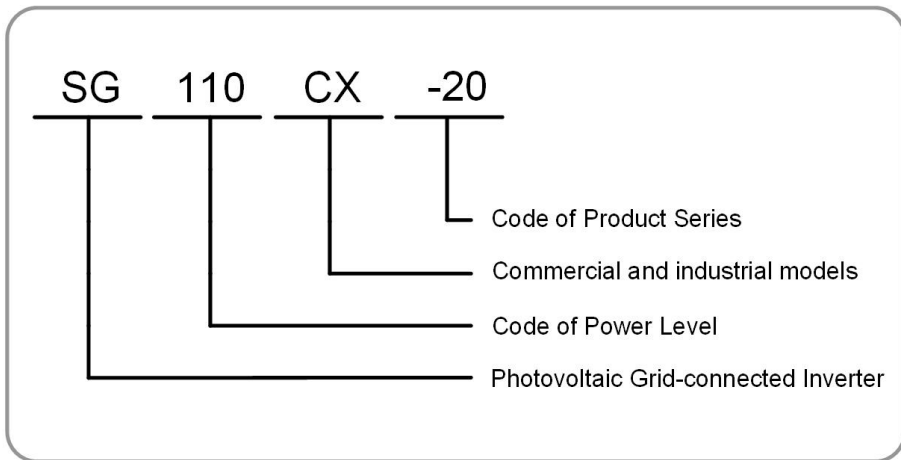 SG 110 CX -20
Code of Product Series
Commercial and industrial models
Code of Power Level
Photovoltaic Grid-connected Inverter